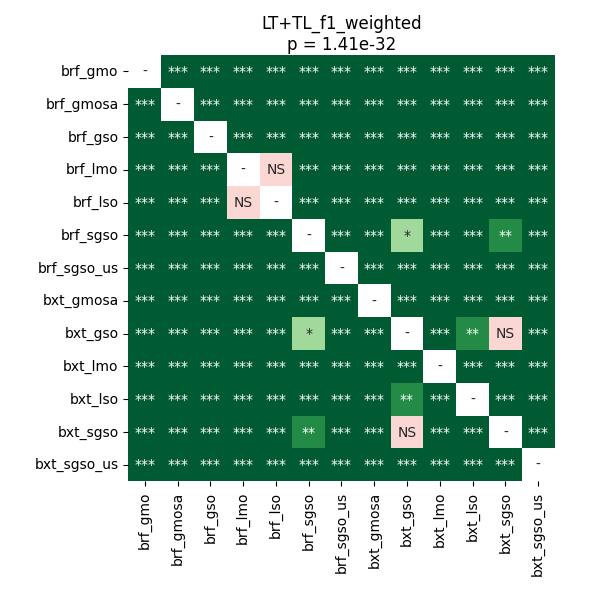 LT+TL_f1_weighted
p = 1.41e-32
brf_gmo - *** *** *** *** *** *** *** *** *** *** *** ***
brf_gmosa *** - *** *** *** *** *** *** *** *** *** *** ***
brf_gso *** *** - *** *** *** *** *** *** *** *** *** ***
brf_lmo *** *** *** - NS *** *** *** *** *** *** *** ***
brf_lso *** *** *** NS - *** *** *** *** *** *** *** ***
brf_sgso *** *** *** *** *** - *** *** * *** *** ** ***
brf_sgso_us *** *** *** *** *** *** - *** *** *** *** *** ***
bxt_gmosa *** *** *** *** *** *** *** - *** *** *** *** ***
bxt_gso *** *** *** *** *** * *** *** - *** ** NS ***
bxt_lmo *** *** *** *** *** *** *** *** *** - *** *** ***
bxt_lso *** *** *** *** *** *** *** *** ** *** - *** ***
bxt_sgso *** *** *** *** *** ** *** *** NS *** *** - ***
bxt_sgso_us *** *** *** *** *** *** *** *** *** *** *** *** -
brf_gmo
brf_gmosa
brf_gso
brf_lmo
brf_lso
brf_sgso
brf_sgso_us
bxt_gmosa
bxt_gso
bxt_lmo
bxt_lso
bxt_sgso
bxt_sgso_us